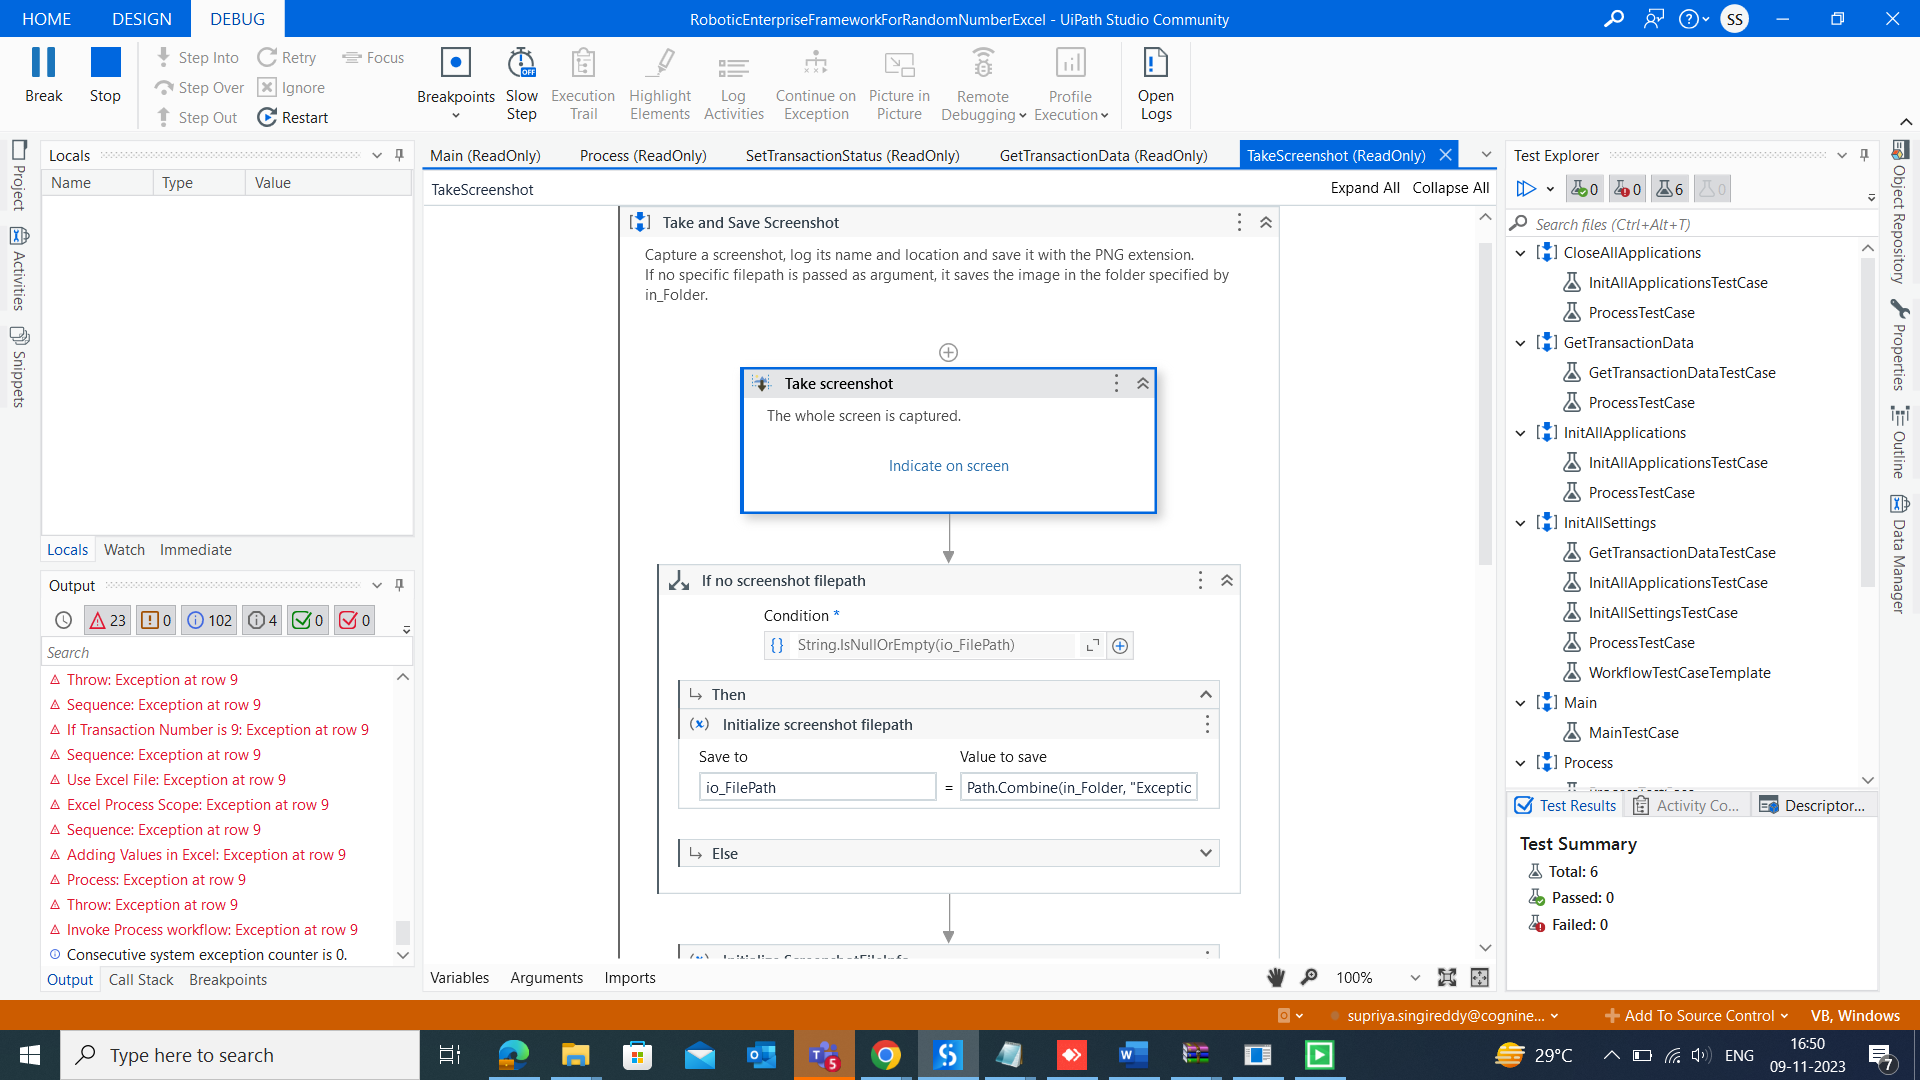 HOME DESIGN DEBUG
RoboticEnterpriseFrameworkForRandomNumberExcel - UiPath Studio Community
SS
Break
Stop
Step Into
Step Over
Step Out
Retry
Ignore
Restart
Focus
Breakpoints
Slow Step
OFF
Execution Trail
Highlight Elements
Log Activities
Continue on Exception
Picture in Picture
Remote Debugging
Profile Execution
Open Logs
Project
Activities
Snippets
Locals
Name Type Value
Locals Watch Immediate
Output
23 0 102 4 0 0
Search
Throw: Exception at row 9
Sequence: Exception at row 9
If Transaction Number is 9: Exception at row 9
Sequence: Exception at row 9
Use Excel File: Exception at row 9
Excel Process Scope: Exception at row 9
Sequence: Exception at row 9
Adding Values in Excel: Exception at row 9
Process: Exception at row 9
Throw: Exception at row 9
Invoke Process workflow: Exception at row 9
Consecutive system exception counter is 0.
Output Call Stack Breakpoints
Main (ReadOnly) Process (ReadOnly) SetTransactionStatus (ReadOnly) GetTransactionData (ReadOnly) TakeScreenshot (ReadOnly)
TakeScreenshot
Expand All Collapse All
Take and Save Screenshot
Capture a screenshot, log its name and location and save it with the PNG extension.
If no specific filepath is passed as argument, it saves the image in the folder specified by
in_Folder.
Take screenshot
The whole screen is captured.
Indicate on screen
If no screenshot filepath
Condition *
{} String.IsNullOrEmpty(io_FilePath)
Then
(x) Initialize screenshot filepath
Save to Value to save
io_FilePath = Path.Combine(in_Folder, "Exceptic
Else
Initialize ScreenshotFileInfo
Variables Arguments Imports
100%
Test Explorer
0 0 6 0
Search files (Ctrl+Alt+T)
CloseAllApplications
InitAllApplicationsTestCase
ProcessTestCase
GetTransactionData
GetTransactionDataTestCase
ProcessTestCase
InitAllApplications
InitAllApplicationsTestCase
ProcessTestCase
InitAllSettings
GetTransactionDataTestCase
InitAllApplicationsTestCase
InitAllSettingsTestCase
ProcessTestCase
WorkflowTestCaseTemplate
Main
MainTestCase
Process
ProcessTestCase
Test Results Activity Co... Descriptor...
Test Summary
Total: 6
Passed: 0
Failed: 0
Object Repository
Properties
Outline
Data Manager
supriya.singireddy@cognine...
Add To Source Control
VB, Windows
Type here to search
5
29°C
ENG
16:50
09-11-2023
7